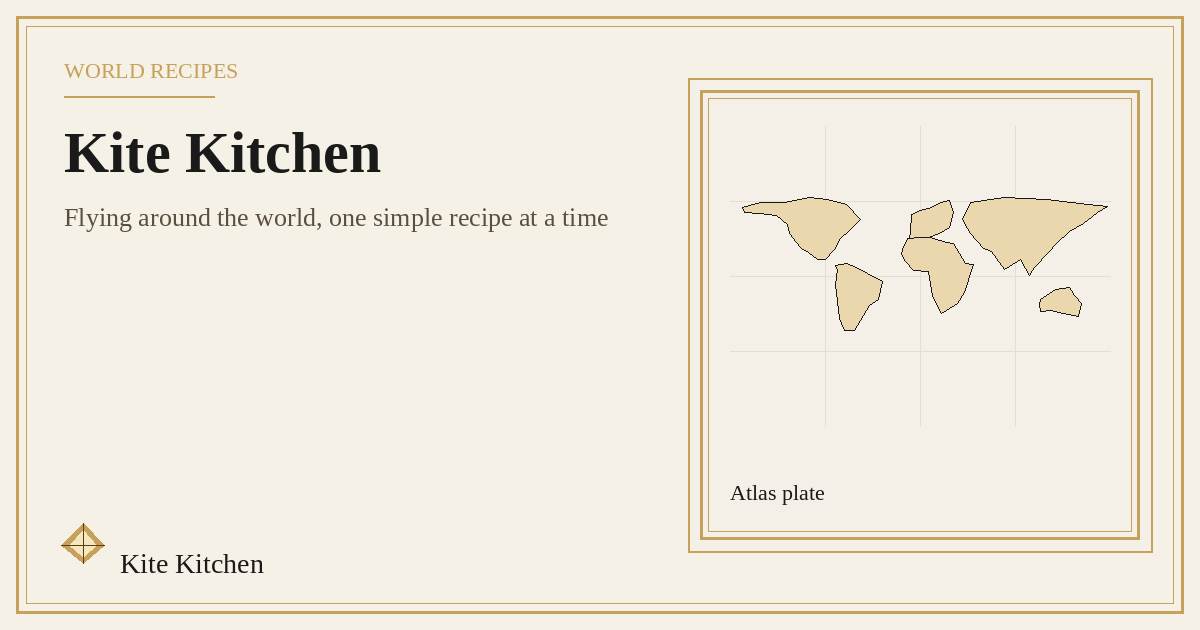 WORLD RECIPES
Kite Kitchen
Flying around the world, one simple recipe at a time
Atlas plate
Kite Kitchen